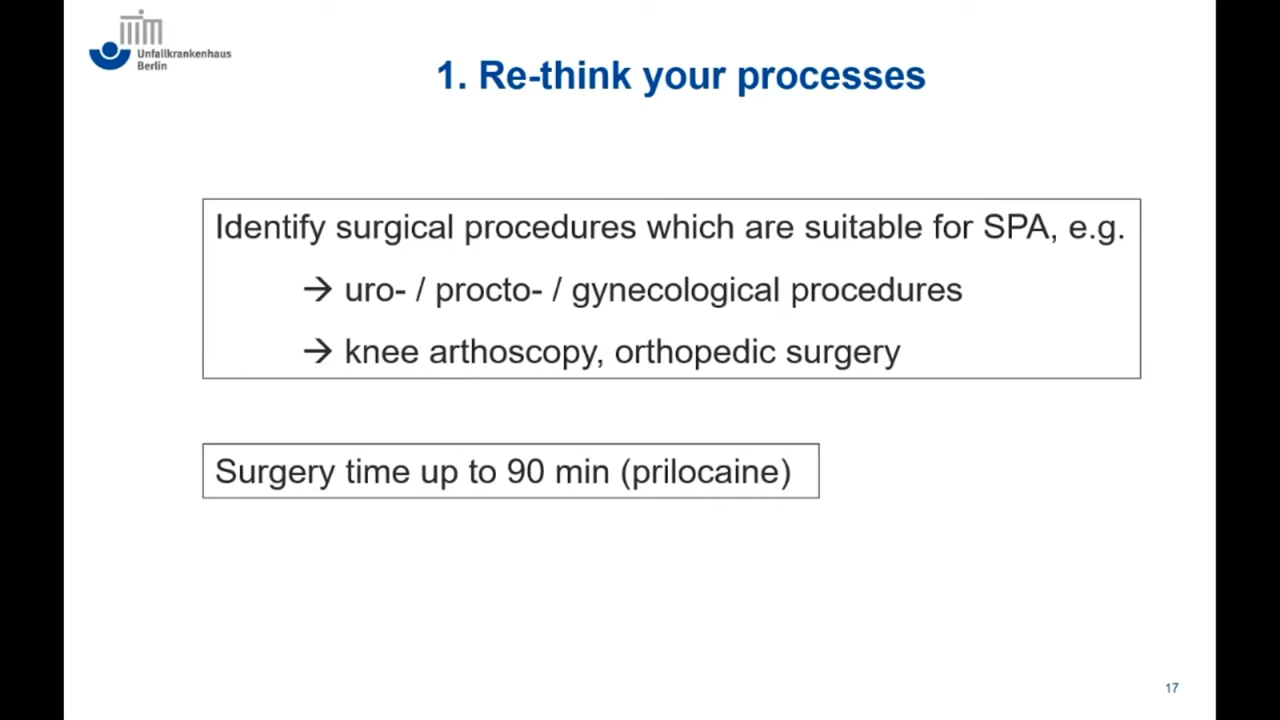 Unfallkrankenhaus
Berlin
1. Re-think your processes
Identify surgical procedures which are suitable for SPA, e.g.
→ uro- / procto- / gynecological procedures
→ knee arthoscopy, orthopedic surgery
Surgery time up to 90 min (prilocaine)
17